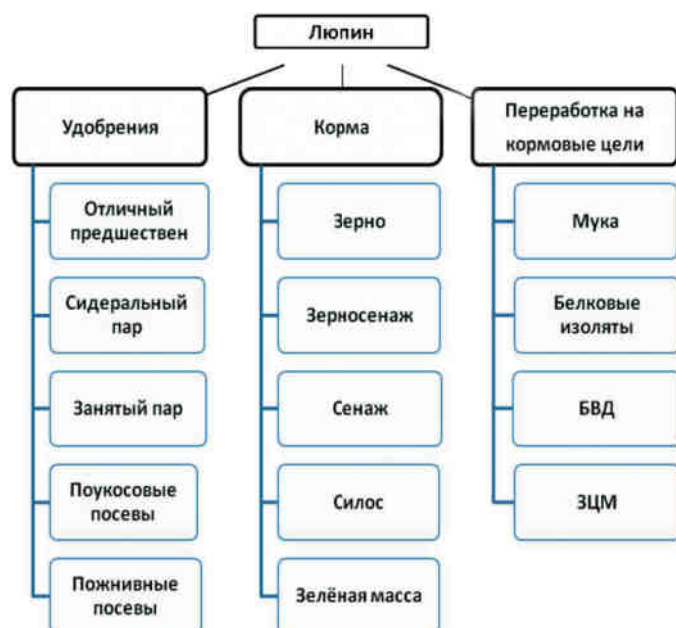 Люпин
Удобрения
Отличный
предшествен
Сидеральный
пар
Занятый пар
Поукосовые
посевы
Пожнивные
посевы
Корма
Зерно
Зерносенаж
Сенаж
Силос
Зелёная масса
Переработка на
кормовые цели
Мука
Белковые
изоляты
БВД
ЗЦМ